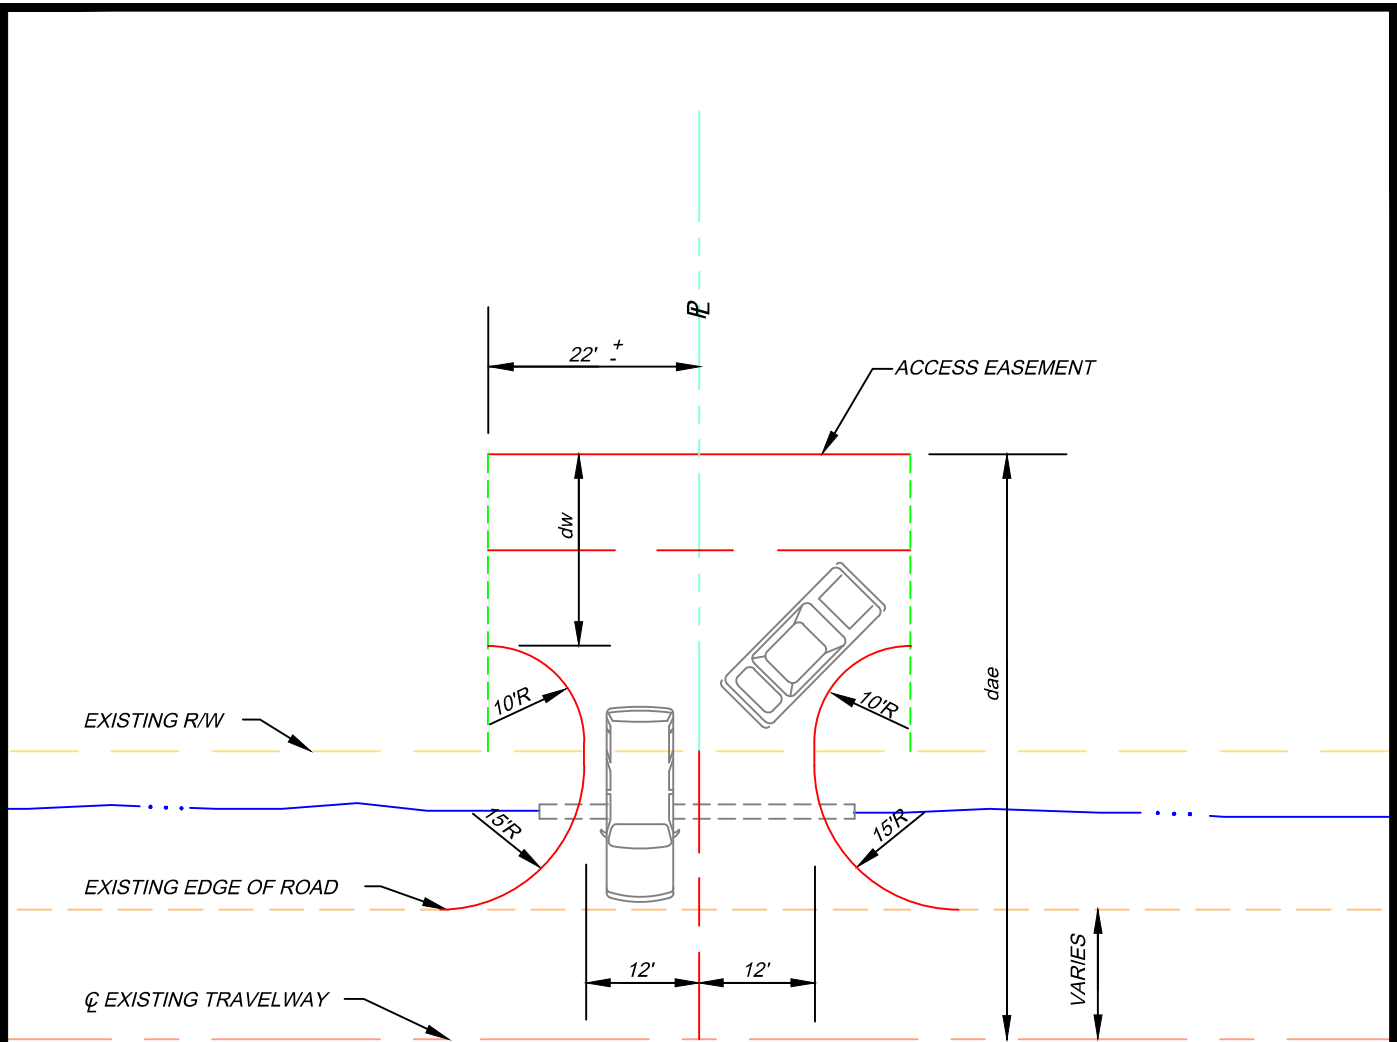 PL
22' +
-
ACCESS EASEMENT
dw
dae
10'R
10'R
EXISTING R/W
15'R
15'R
EXISTING EDGE OF ROAD
VARIES
12'
12'
CL EXISTING TRAVELWAY